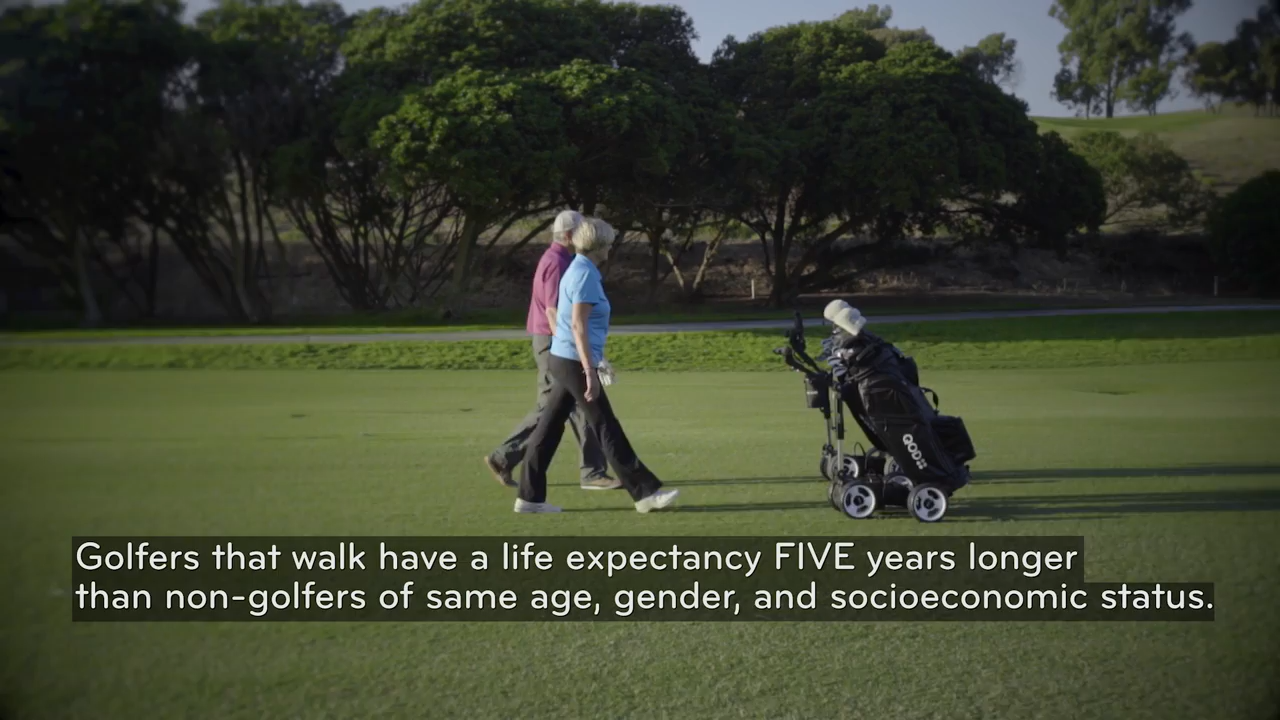 QOD
Golfers that walk have a life expectancy FIVE years longer
than non-golfers of same age, gender, and socioeconomic status.